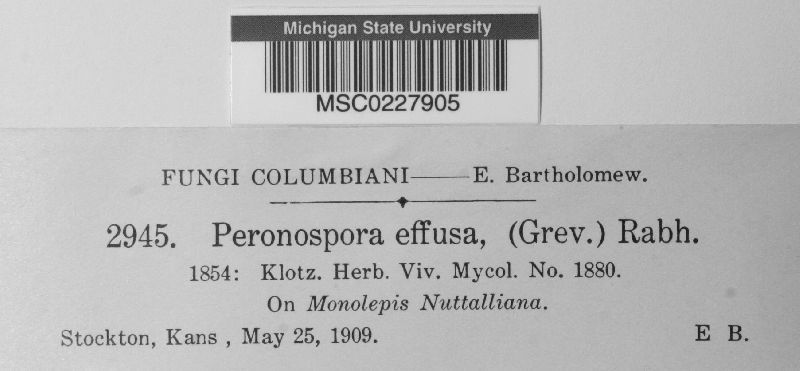 Michigan State University
MSC0227905
FUNGI COLUMBIANI——E. Bartholomew.
2945. Peronospora effusa, (Grev.) Rabh.
1854: Klotz. Herb. Viv. Mycol. No. 1880.
On Monolepis Nuttalliana.
Stockton, Kans , May 25, 1909. E B.